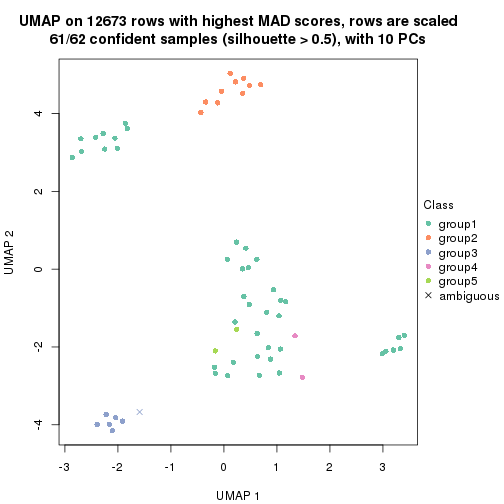 UMAP on 12673 rows with highest MAD scores, rows are scaled
61/62 confident samples (silhouette > 0.5), with 10 PCs
UMAP 2
4
2
0
-2
-4
-3
-2
-1
0
1
2
3
UMAP 1
Class
group1
group2
group3
group4
group5
ambiguous